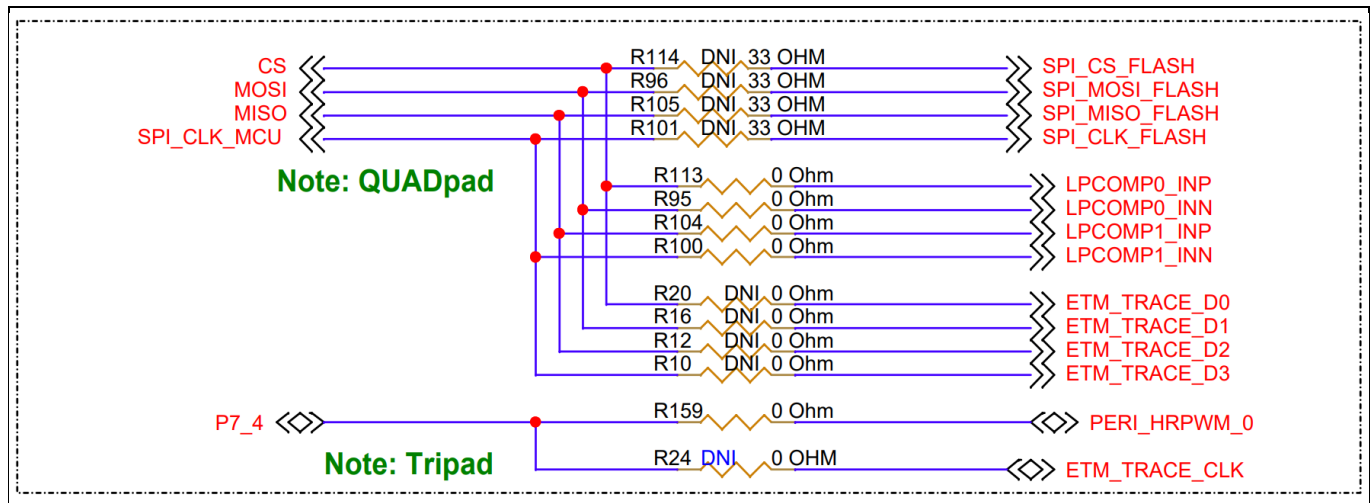 CS R114 DNI 33 OHM SPI_CS_FLASH
MOSI R96 DNI 33 OHM SPI_MOSI_FLASH
MISO R105 DNI 33 OHM SPI_MISO_FLASH
SPI_CLK_MCU R101 DNI 33 OHM SPI_CLK_FLASH
Note: QUADpad
R113 0 Ohm LPCOMP0_INP
R95 0 Ohm LPCOMP0_INN
R104 0 Ohm LPCOMP1_INP
R100 0 Ohm LPCOMP1_INN
R20 DNI 0 Ohm ETM_TRACE_D0
R16 DNI 0 Ohm ETM_TRACE_D1
R12 DNI 0 Ohm ETM_TRACE_D2
R10 DNI 0 Ohm ETM_TRACE_D3
P7_4 R159 0 Ohm PERI_HRPWM_0
Note: Tripad
R24 DNI 0 OHM ETM_TRACE_CLK